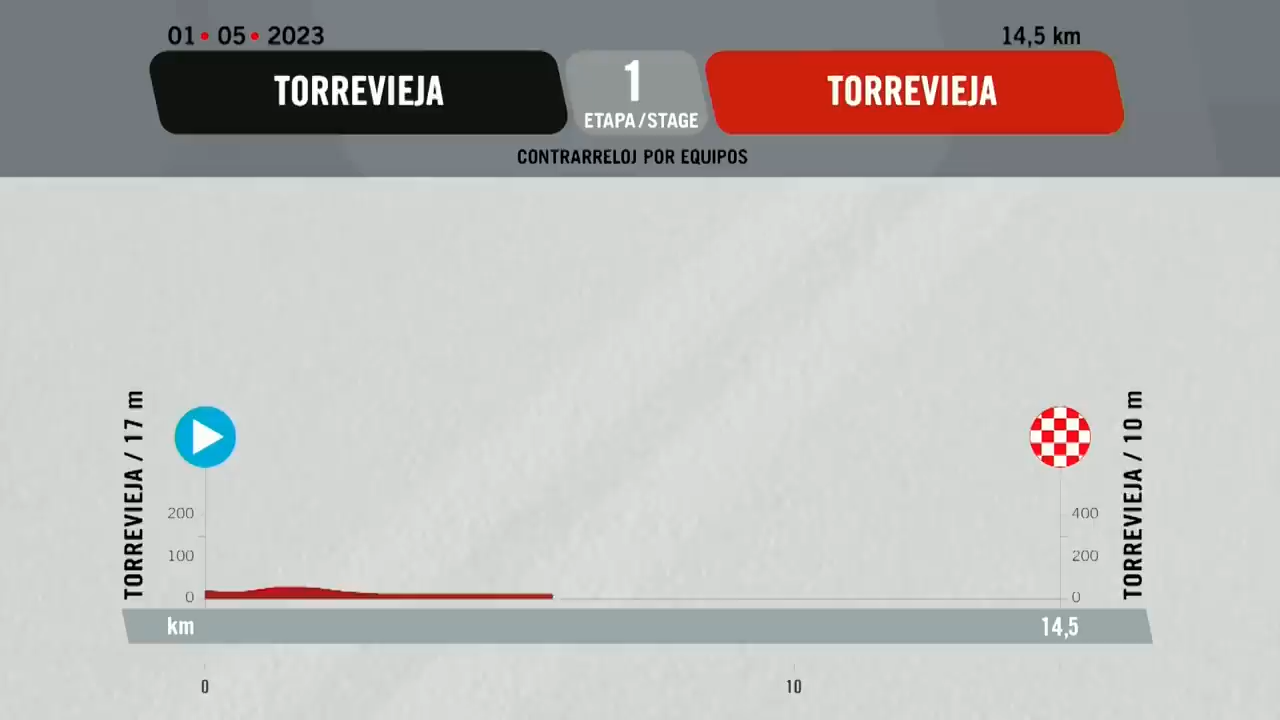 01 • 05 • 2023
14,5 km
TORREVIEJA
1
ETAPA/STAGE
TORREVIEJA
CONTRARRELOJ POR EQUIPOS
TORREVIEJA / 17 m
200
100
0
400
200
0
TORREVIEJA / 10 m
km
14,5
0
10